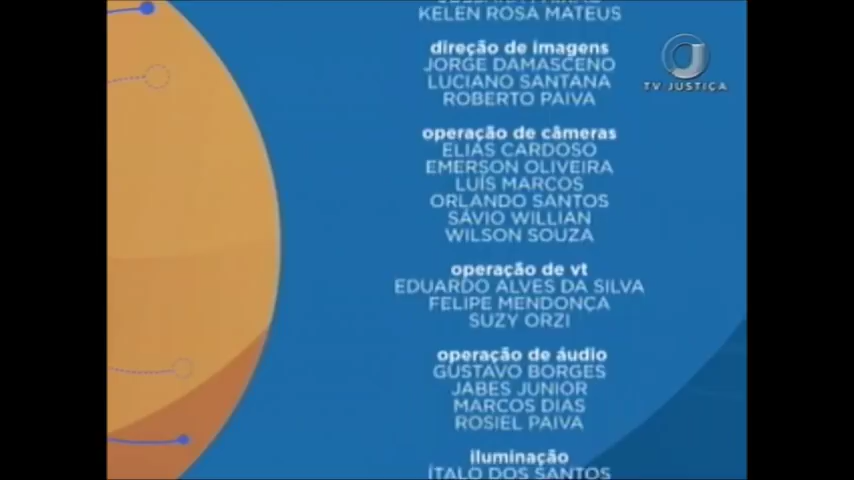 KELEN ROSA MATEUS
direção de imagens
JORGE DAMASCENO
LUCIANO SANTANA
ROBERTO PAIVA
TV JUSTIÇA
operação de câmeras
ELIAS CARDOSO
EMERSON OLIVEIRA
LUÍS MARCOS
ORLANDO SANTOS
SÁVIO WILLIAN
WILSON SOUZA
operação de vt
EDUARDO ALVES DA SILVA
FELIPE MENDONÇA
SUZY ORZI
operação de áudio
GUSTAVO BORGES
JABES JUNIOR
MARCOS DIAS
ROSIEL PAIVA
iluminação
ÍTALO DOS SANTOS